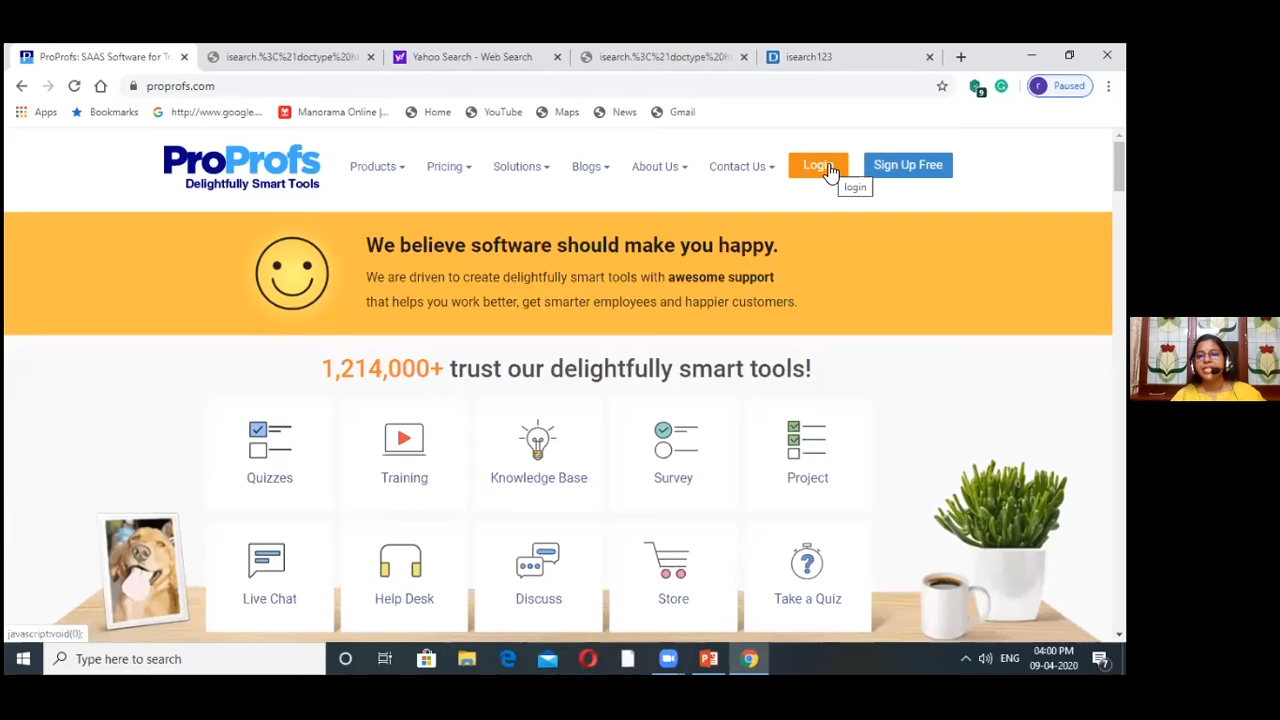 ProProfs: SAAS Software for Tr
isearch.%3C%21doctype%20h
Yahoo Search - Web Search
isearch.%3C%21doctype%20h
isearch123
proprofs.com
Paused
Apps
Bookmarks
http://www.google....
Manorama Online |...
Home
YouTube
Maps
News
Gmail
ProProfs
Delightfully Smart Tools
Products
Pricing
Solutions
Blogs
About Us
Contact Us
Login
Sign Up Free
login
We believe software should make you happy.
We are driven to create delightfully smart tools with awesome support
that helps you work better, get smarter employees and happier customers.
1,214,000+ trust our delightfully smart tools!
Quizzes
Training
Knowledge Base
Survey
Project
Live Chat
Help Desk
Discuss
Store
Take a Quiz
javascript:void(0);
Type here to search
ENG
04:00 PM
09-04-2020